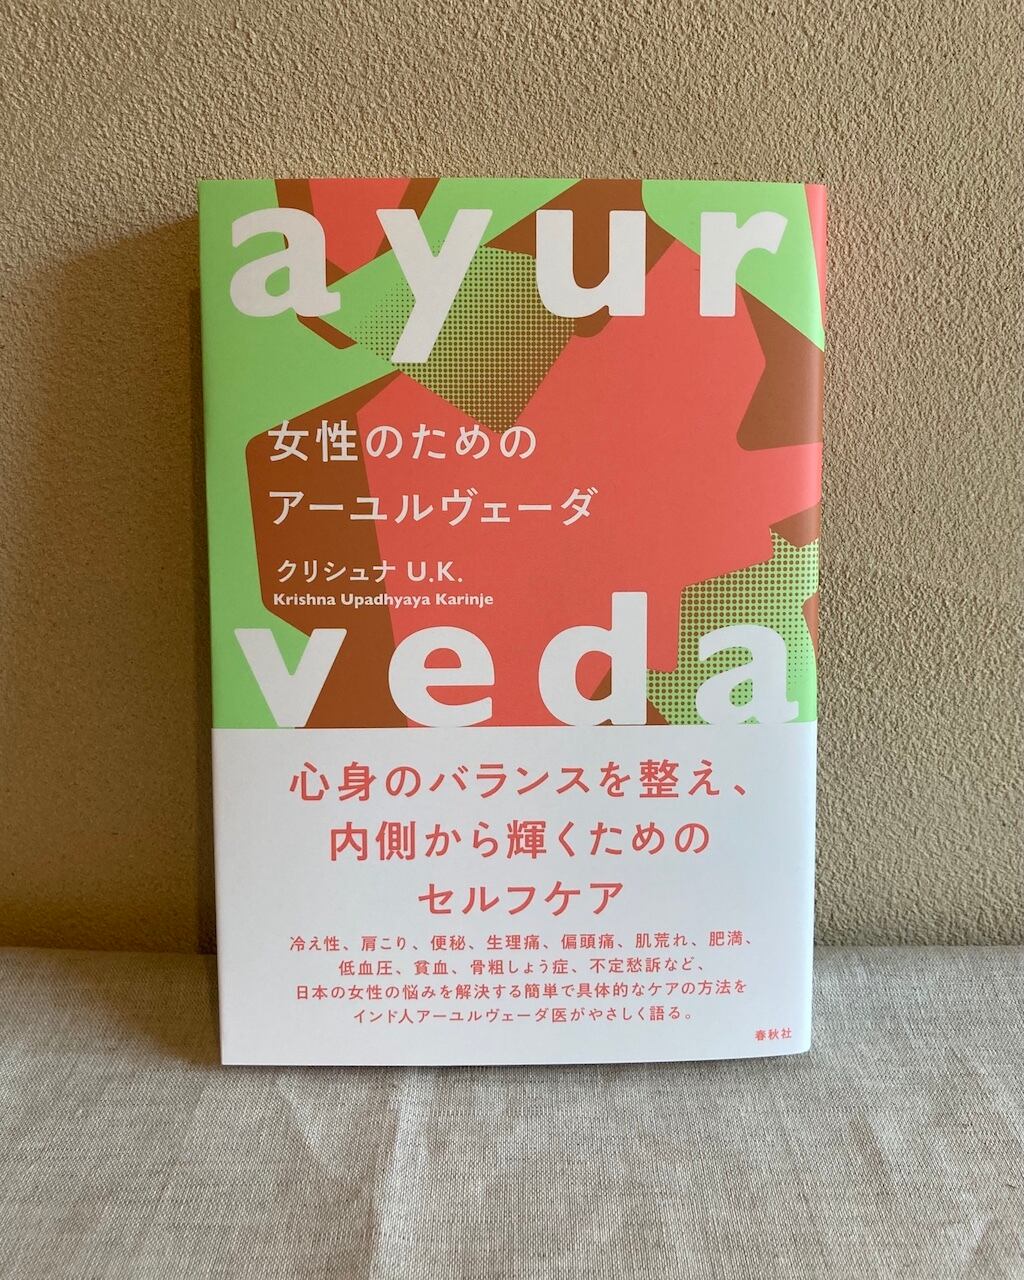 ayur
女性のための
アーユルヴェーダ
クリシュナ U.K.
Krishna Upadhyaya Karinje
veda
心身のバランスを整え、
内側から輝くための
セルフケア
冷え性、肩こり、便秘、生理痛、偏頭痛、肌荒れ、肥満、
低血圧、貧血、骨粗しょう症、不定愁訴など、
日本の女性の悩みを解決する簡単で具体的なケアの方法を
インド人アーユルヴェーダ医がやさしく語る。
春秋社